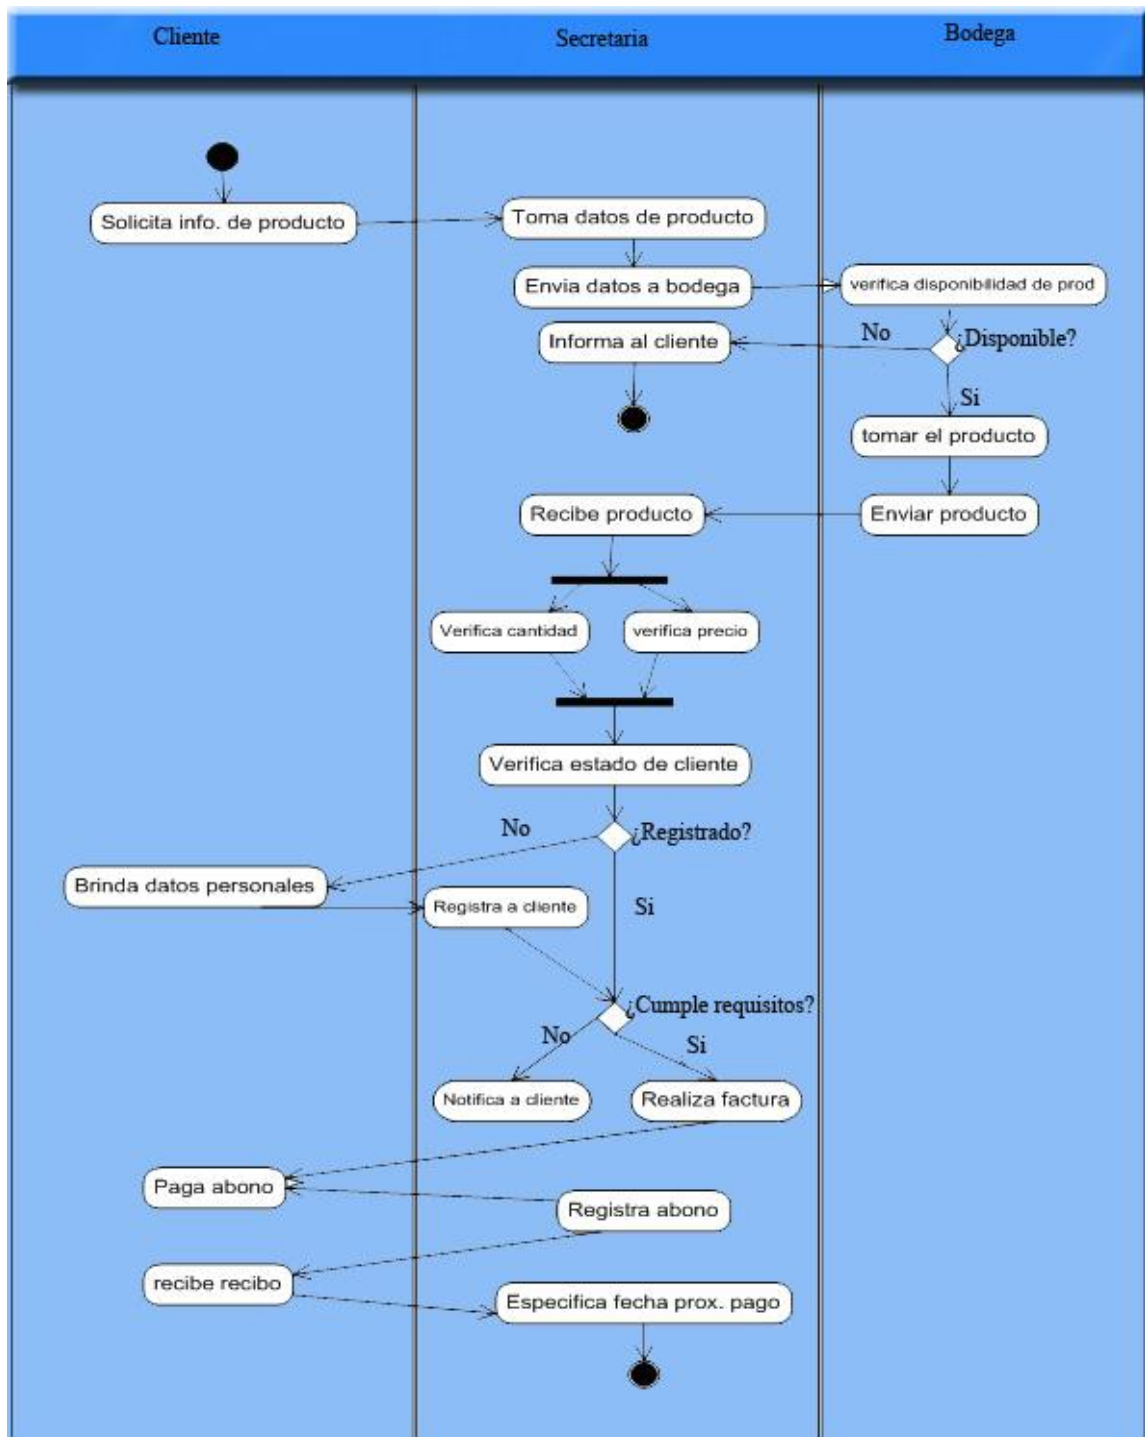 Cliente
Secretaria
Bodega
Solicita info. de producto
Toma datos de producto
Envia datos a bodega
verifica disponibilidad de prod
Informa al cliente
No
¿Disponible?
Si
tomar el producto
Recibe producto
Enviar producto
Verifica cantidad
verifica precio
Verifica estado de cliente
No
¿Registrado?
Brinda datos personales
Registra a cliente
Si
¿Cumple requisitos?
No
Si
Notifica a cliente
Realiza factura
Paga abono
Registra abono
recibe recibo
Especifica fecha prox. pago